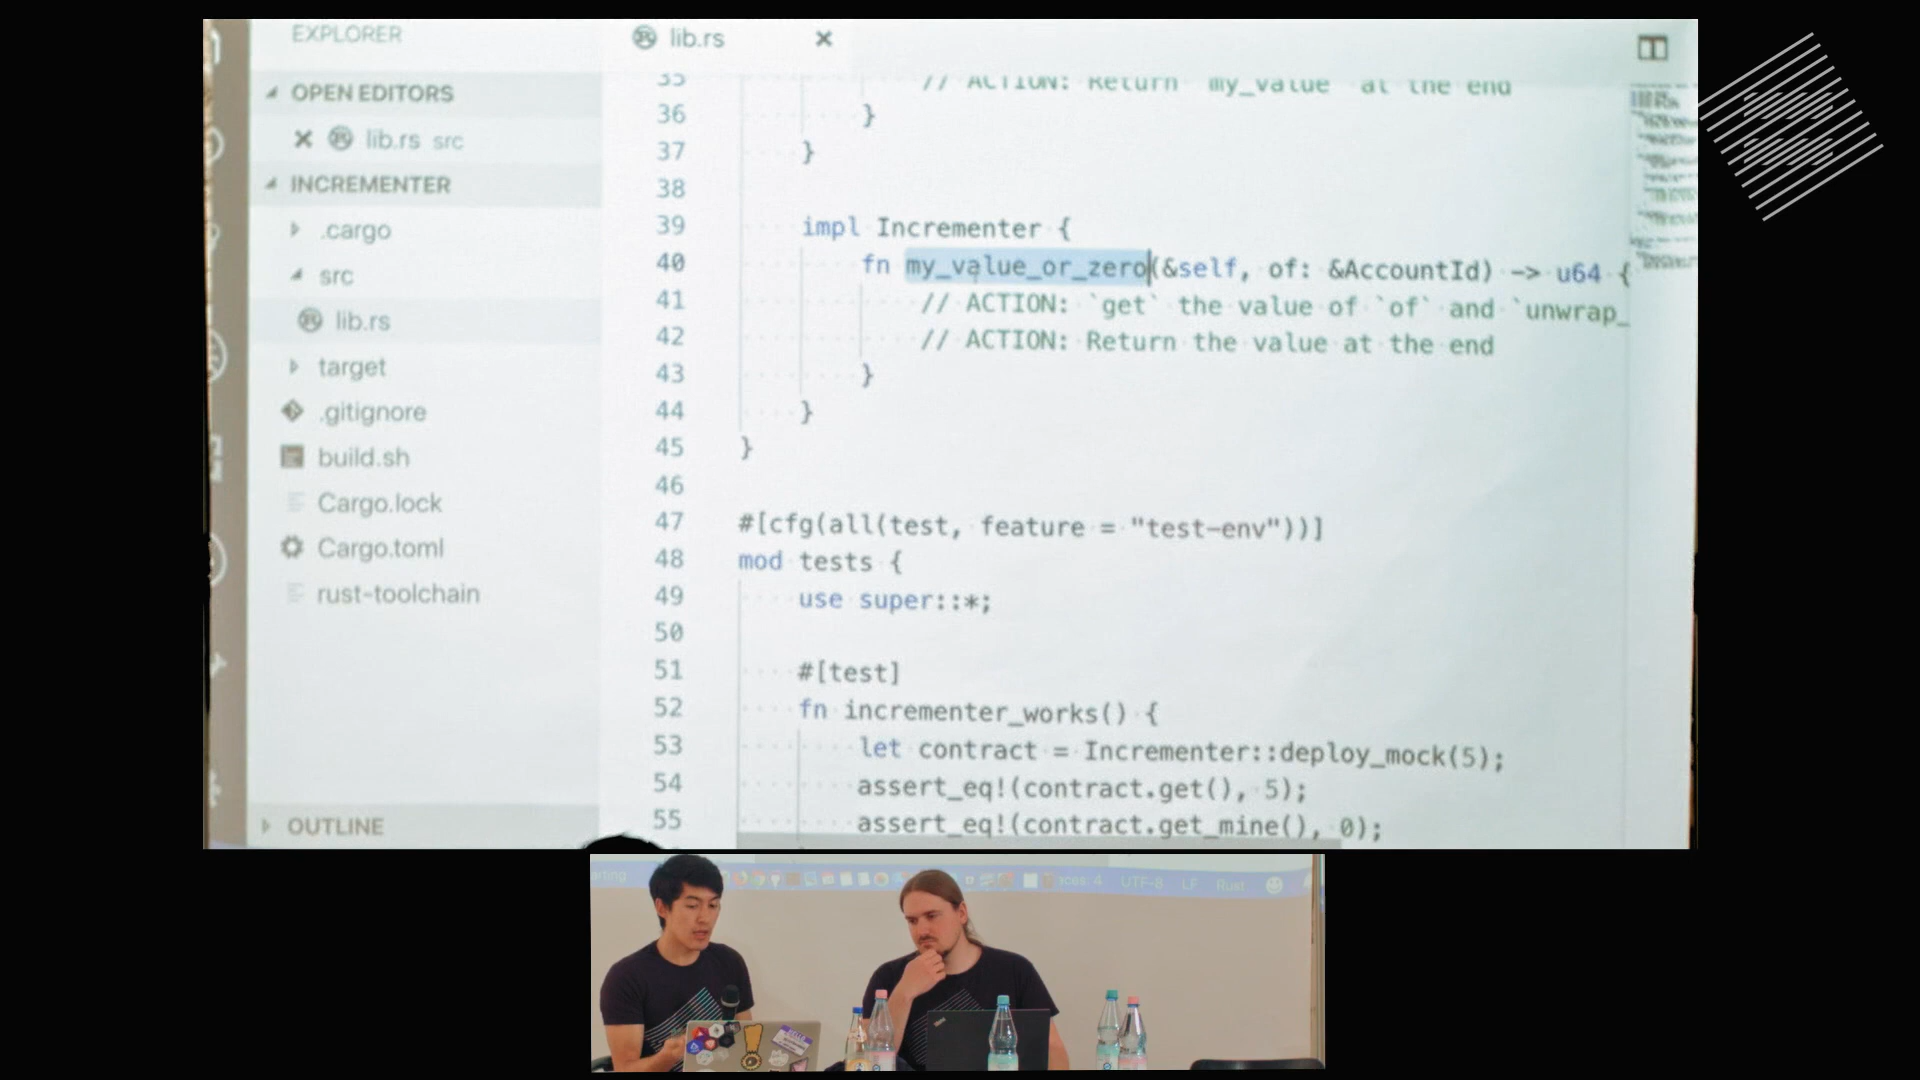 EXPLORER
OPEN EDITORS
lib.rs src
INCREMENTER
.cargo
src
lib.rs
target
.gitignore
build.sh
Cargo.lock
Cargo.toml
rust-toolchain
OUTLINE
lib.rs
35 // ACTION: Return `my_value` at the end
36 }
37 }
38
39 impl Incrementer {
40 fn my_value_or_zero(&self, of: &AccountId) -> u64 {
41 // ACTION: `get` the value of `of` and `unwrap_
42 // ACTION: Return the value at the end
43 }
44 }
45 }
46
47 #[cfg(all(test, feature = "test-env"))]
48 mod tests {
49 use super::*;
50
51 #[test]
52 fn incrementer_works() {
53 let contract = Incrementer::deploy_mock(5);
54 assert_eq!(contract.get(), 5);
55 assert_eq!(contract.get_mine(), 0);
aces: 4 UTF-8 LF Rust